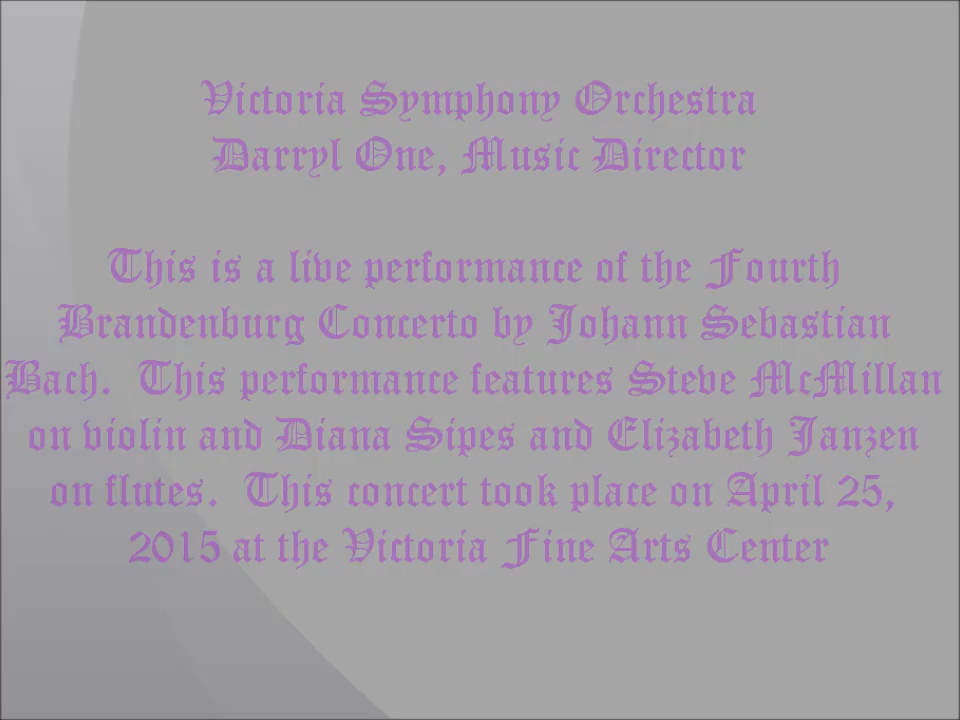 Victoria Symphony Orchestra
Darryl One, Music Director
This is a live performance of the Fourth
Brandenburg Concerto by Johann Sebastian
Bach.  This performance features Steve McMillan
on violin and Diana Sipes and Elizabeth Janzen
on flutes.  This concert took place on April 25,
2015 at the Victoria Fine Arts Center